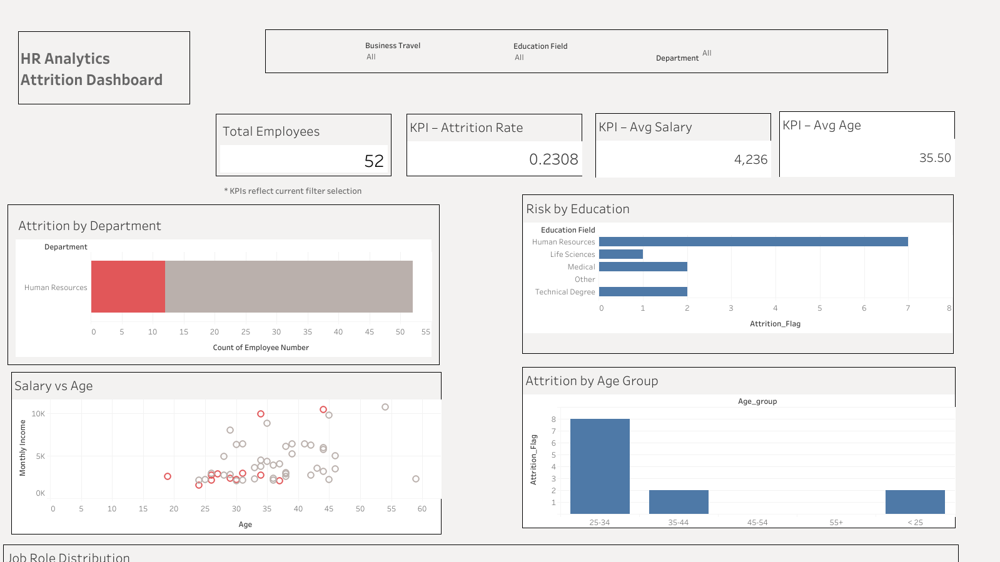 HR Analytics
Attrition Dashboard
Business Travel
All
Education Field
All
Department All
Total Employees
52
KPI – Attrition Rate
0.2308
KPI – Avg Salary
4,236
KPI – Avg Age
35.50
* KPIs reflect current filter selection
Attrition by Department
Department
Human Resources
0 5 10 15 20 25 30 35 40 45 50 55
Count of Employee Number
Risk by Education
Education Field
Human Resources
Life Sciences
Medical
Other
Technical Degree
0 1 2 3 4 5 6 7 8
Attrition_Flag
Salary vs Age
Monthly Income
10K
5K
0K
0 5 10 15 20 25 30 35 40 45 50 55 60
Age
Attrition by Age Group
Age_group
Attrition_Flag
8
7
6
5
4
3
2
1
25-34 35-44 45-54 55+ < 25
Job Role Distribution